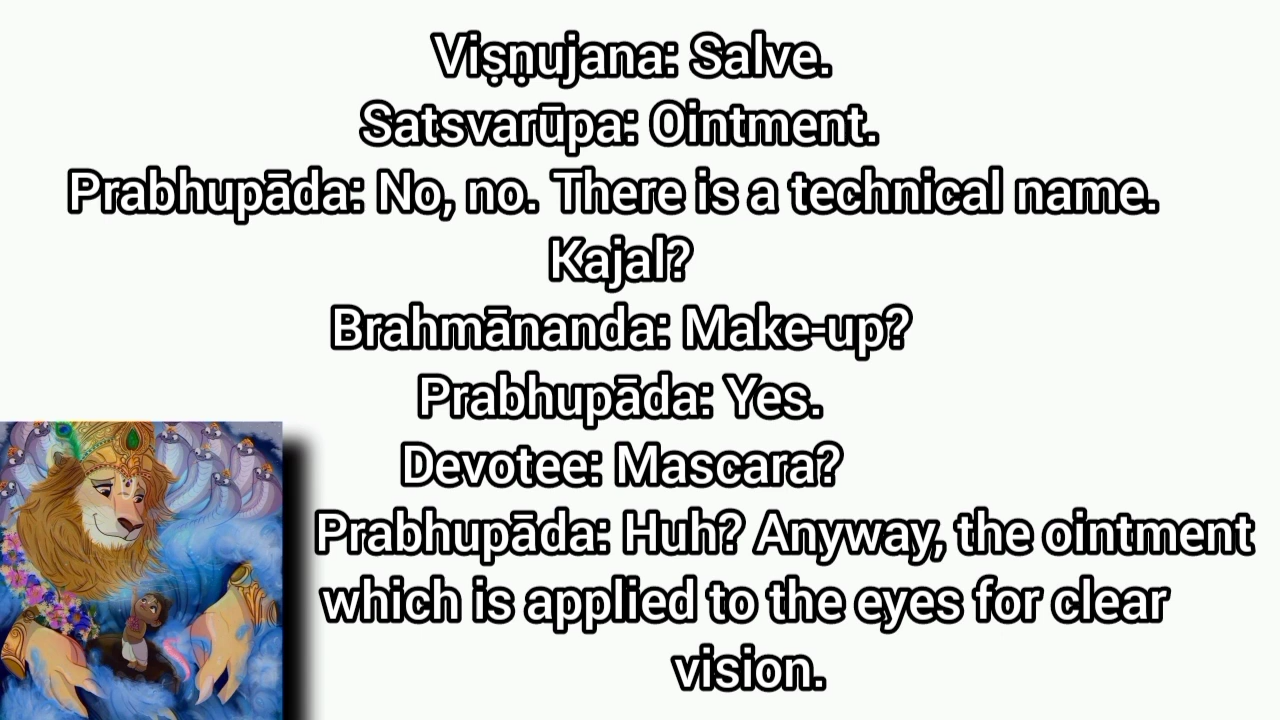 Viṣṇujana: Salve.
Satsvarūpa: Ointment.
Prabhupāda: No, no. There is a technical name.
Kajal?
Brahmānanda: Make-up?
Prabhupāda: Yes.
Devotee: Mascara?
Prabhupāda: Huh? Anyway, the ointment
which is applied to the eyes for clear
vision.